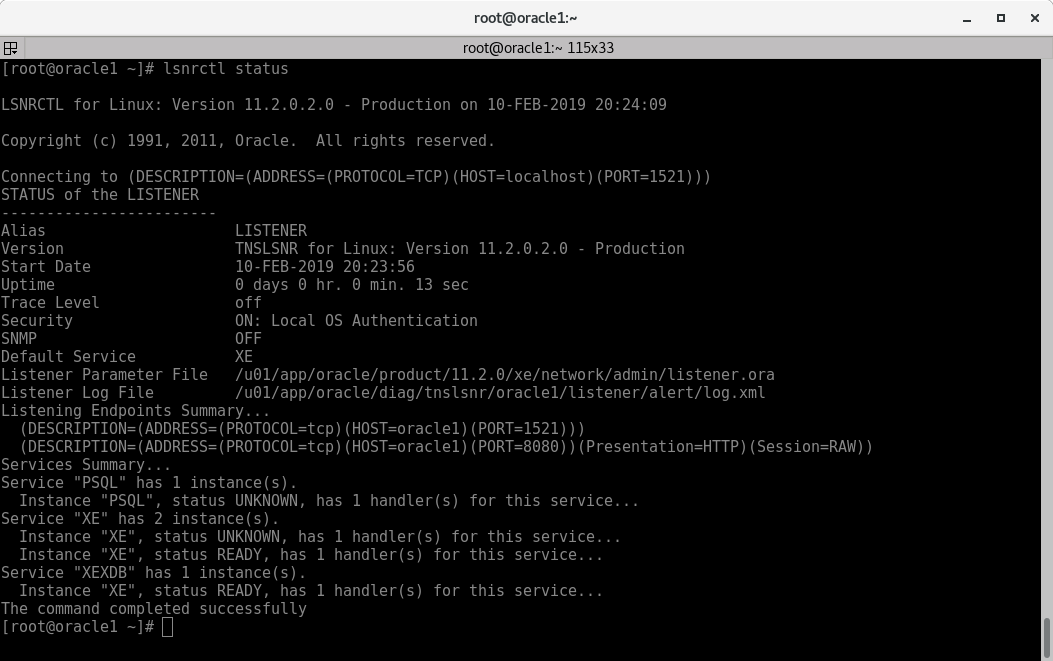 root@oracle1:~
root@oracle1:~ 115x33
[root@oracle1 ~]# lsnrctl status
LSNRCTL for Linux: Version 11.2.0.2.0 - Production on 10-FEB-2019 20:24:09
Copyright (c) 1991, 2011, Oracle.  All rights reserved.
Connecting to (DESCRIPTION=(ADDRESS=(PROTOCOL=TCP)(HOST=localhost)(PORT=1521)))
STATUS of the LISTENER
------------------------
Alias                     LISTENER
Version                   TNSLSNR for Linux: Version 11.2.0.2.0 - Production
Start Date                10-FEB-2019 20:23:56
Uptime                    0 days 0 hr. 0 min. 13 sec
Trace Level               off
Security                  ON: Local OS Authentication
SNMP                      OFF
Default Service           XE
Listener Parameter File   /u01/app/oracle/product/11.2.0/xe/network/admin/listener.ora
Listener Log File         /u01/app/oracle/diag/tnslsnr/oracle1/listener/alert/log.xml
Listening Endpoints Summary...
  (DESCRIPTION=(ADDRESS=(PROTOCOL=tcp)(HOST=oracle1)(PORT=1521)))
  (DESCRIPTION=(ADDRESS=(PROTOCOL=tcp)(HOST=oracle1)(PORT=8080))(Presentation=HTTP)(Session=RAW))
Services Summary...
Service "PSQL" has 1 instance(s).
  Instance "PSQL", status UNKNOWN, has 1 handler(s) for this service...
Service "XE" has 2 instance(s).
  Instance "XE", status UNKNOWN, has 1 handler(s) for this service...
  Instance "XE", status READY, has 1 handler(s) for this service...
Service "XEXDB" has 1 instance(s).
  Instance "XE", status READY, has 1 handler(s) for this service...
The command completed successfully
[root@oracle1 ~]#